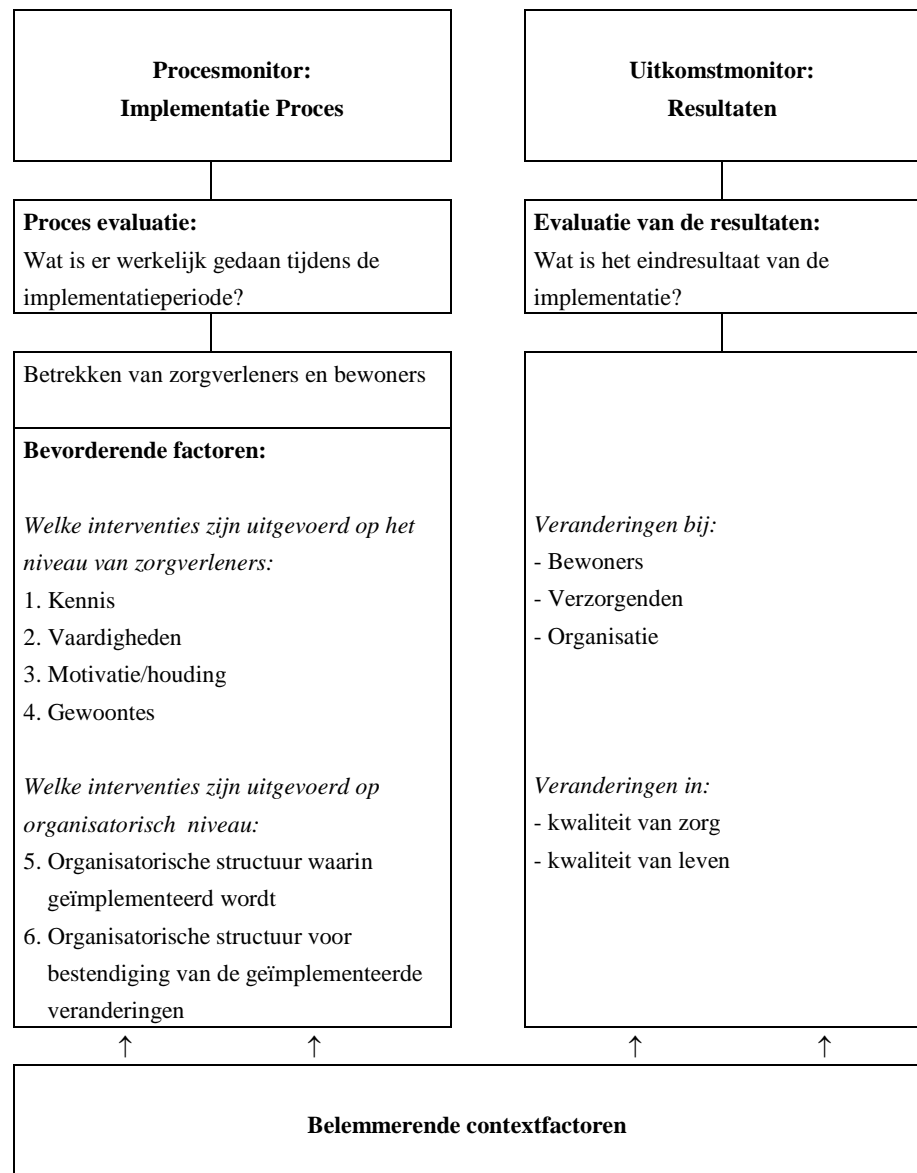 Procesmonitor:
Implementatie Proces
Proces evaluatie:
Wat is er werkelijk gedaan tijdens de
implementatieperiode?
Betrekken van zorgverleners en bewoners
Bevorderende factoren:
Welke interventies zijn uitgevoerd op het
niveau van zorgverleners:
1. Kennis
2. Vaardigheden
3. Motivatie/houding
4. Gewoontes
Welke interventies zijn uitgevoerd op
organisatorisch niveau:
5. Organisatorische structuur waarin
geïmplementeerd wordt
6. Organisatorische structuur voor
bestendiging van de geïmplementeerde
veranderingen
Uitkomstmonitor:
Resultaten
Evaluatie van de resultaten:
Wat is het eindresultaat van de
implementatie?
Veranderingen bij:
- Bewoners
- Verzorgenden
- Organisatie
Veranderingen in:
- kwaliteit van zorg
- kwaliteit van leven
↑ ↑ ↑ ↑
Belemmerende contextfactoren